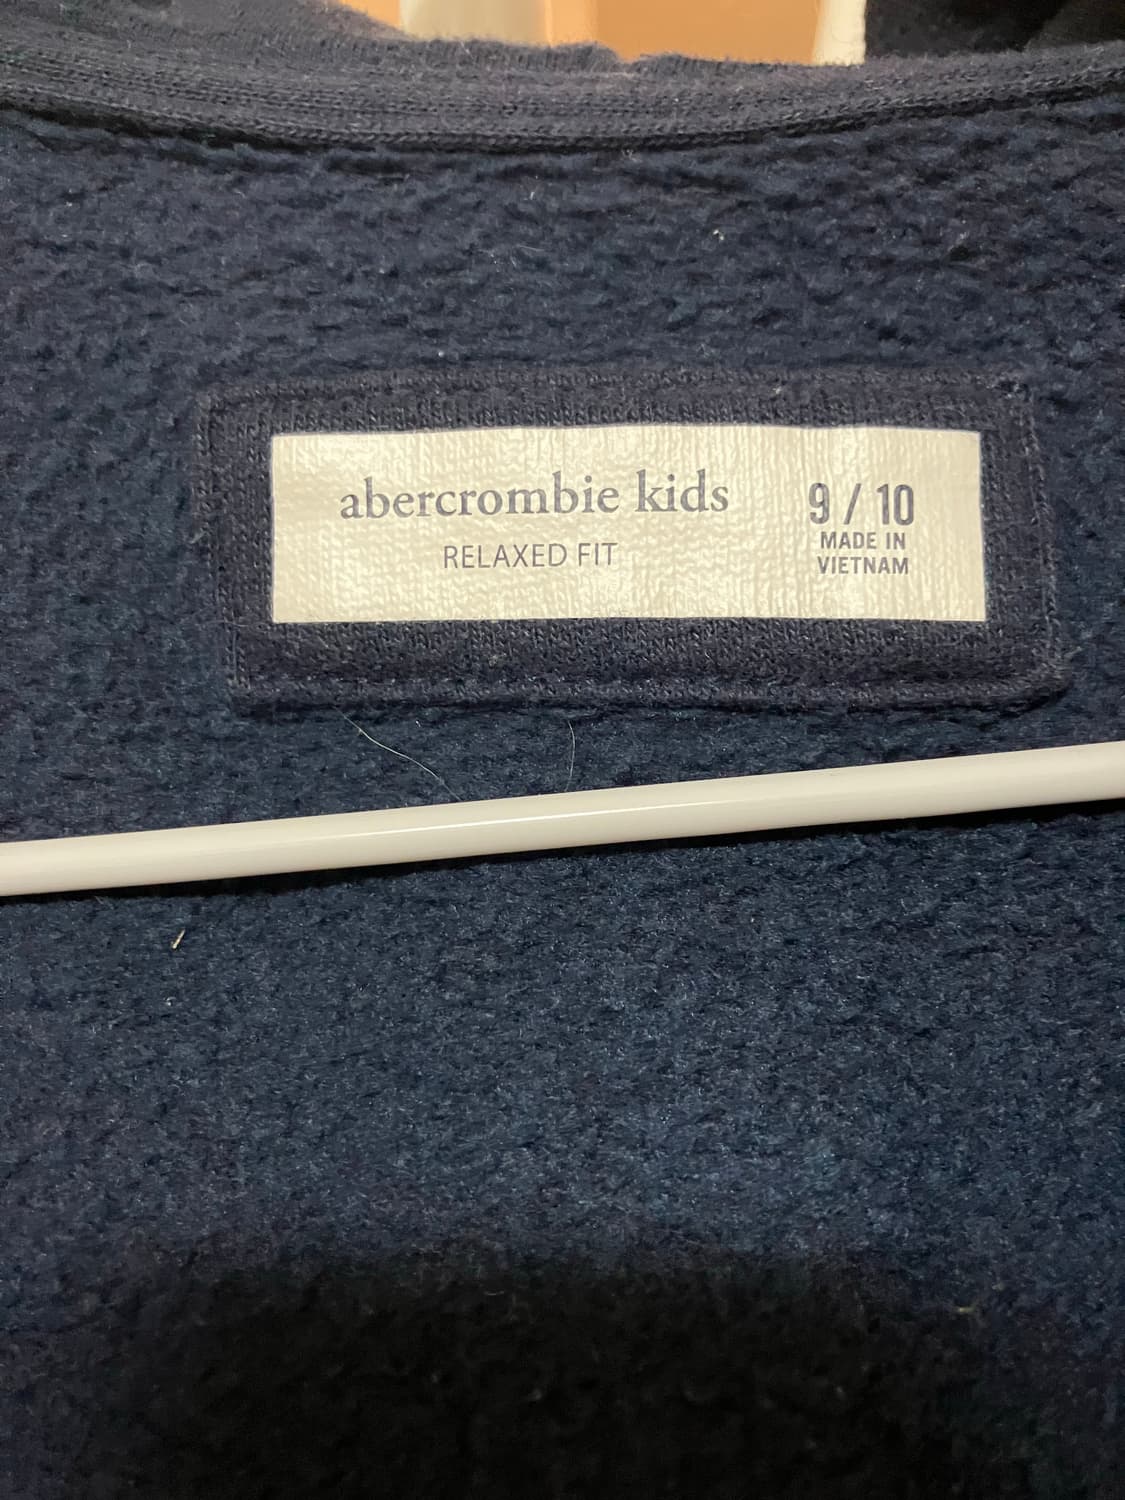 abercrombie kids
RELAXED FIT
9 / 10
MADE IN
VIETNAM